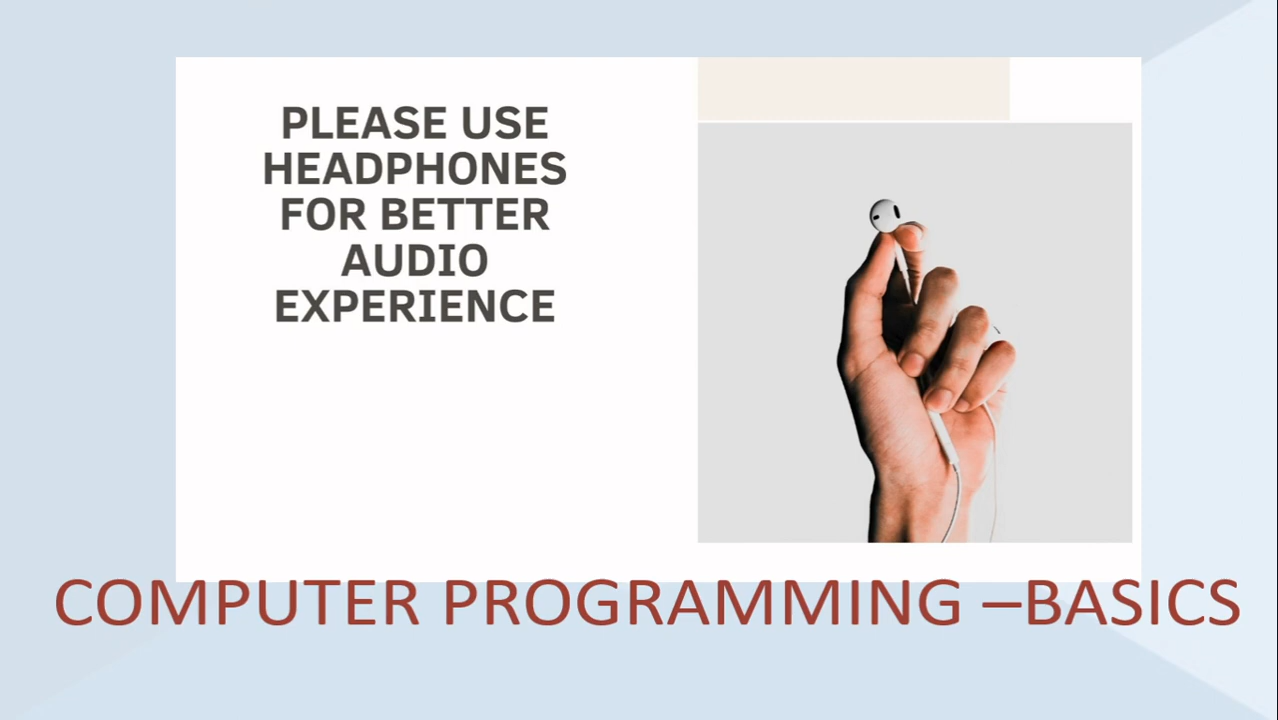 PLEASE USE
HEADPHONES
FOR BETTER
AUDIO
EXPERIENCE
COMPUTER PROGRAMMING –BASICS